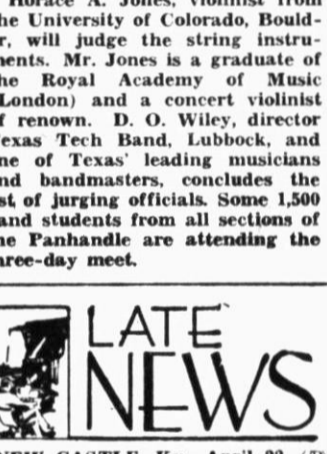 Horace A. Jones, violinist from
the University of Colorado, Bould-
r, will judge the string instru-
ments. Mr. Jones is a graduate of
the Royal Academy of Music
(London) and a concert violinist
f renown. D. O. Wiley, director
exas Tech Band, Lubbock, and
ne of Texas' leading musicians
nd bandmasters, concludes the
st of jurging officials. Some 1,500
and students from all sections of
he Panhandle are attending the
hree-day meet.
LATE
NEWS
NEW CASTLE, Ky., April 22